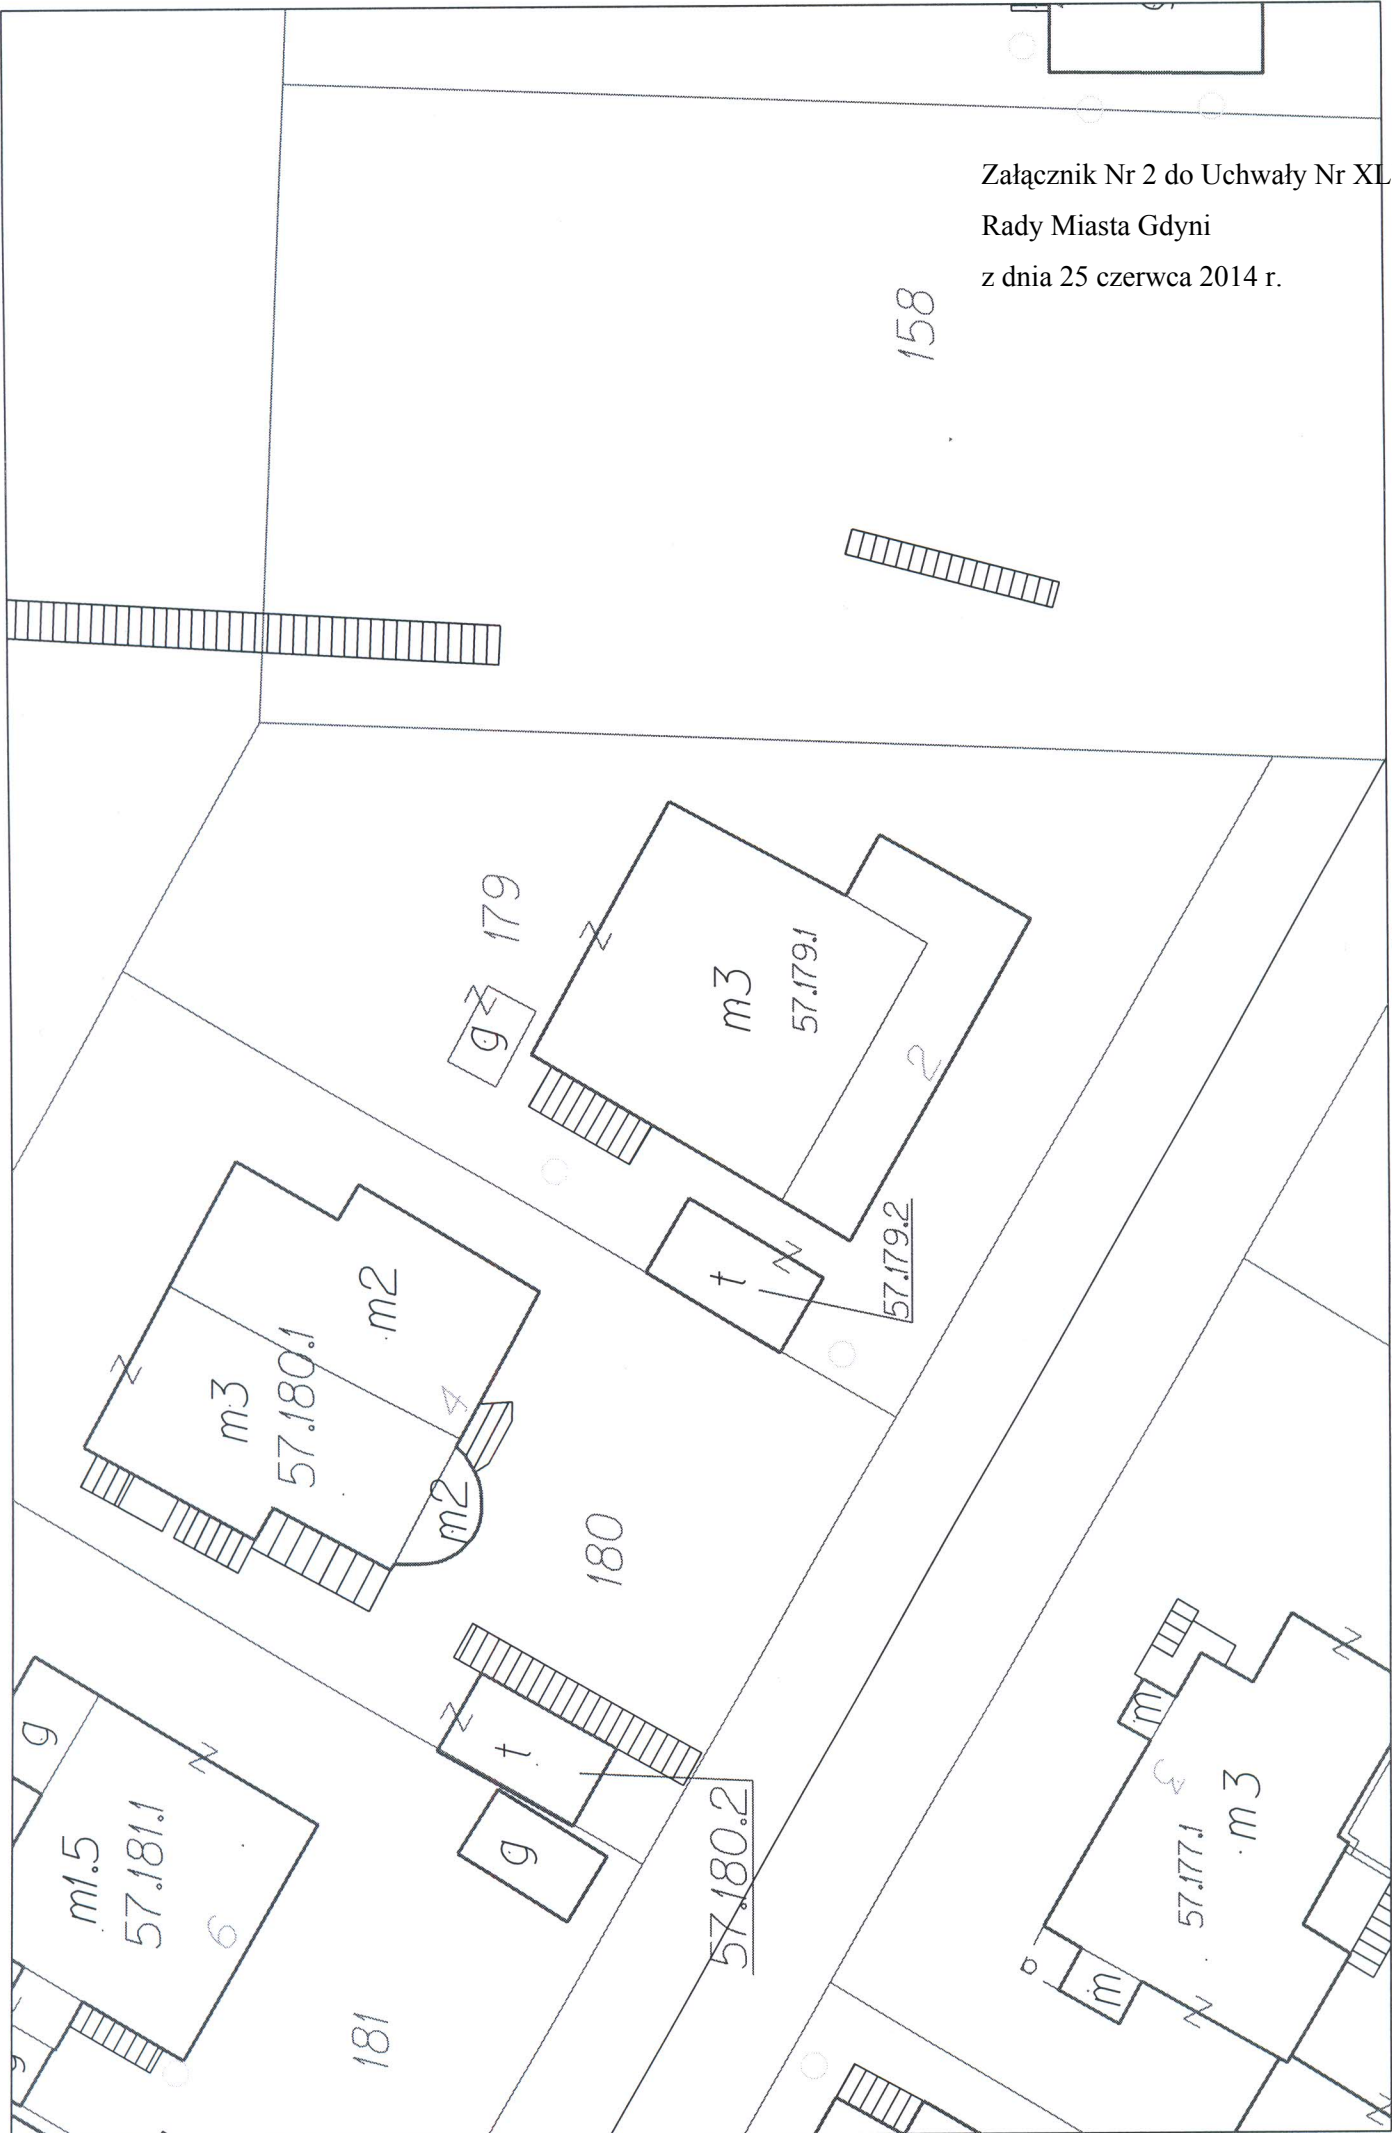 Załącznik Nr 2 do Uchwały Nr XL
Rady Miasta Gdyni
z dnia 25 czerwca 2014 r.
158
179
g
m3
57.179.1
2
t
57.179.2
m2
m3
57.180.1
4
m2
180
t
57.180.2
g
g
m1.5
57.181.1
6
181
g
m
3
m3
57.177.1
a
m